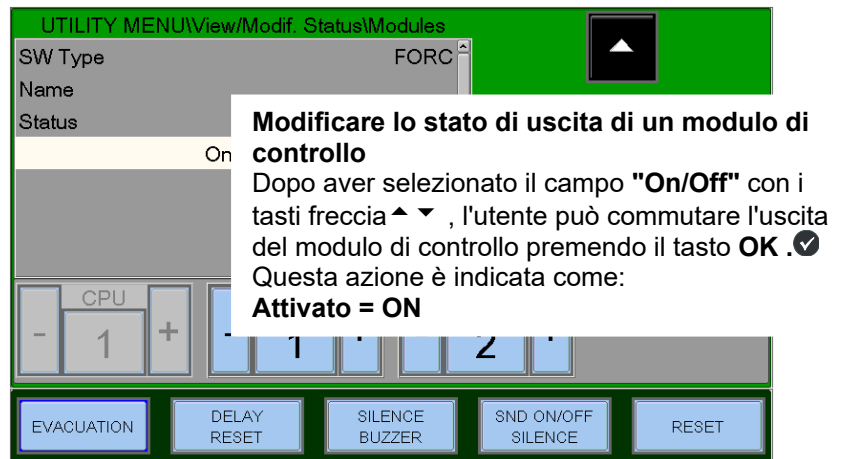 UTILITY MENU\View/Modif. Status\Modules
SW Type FORC
Name
Status
On
Modificare lo stato di uscita di un modulo di
controllo
Dopo aver selezionato il campo "On/Off" con i
tasti freccia ▲ ▼ , l'utente può commutare l'uscita
del modulo di controllo premendo il tasto OK .✔
Questa azione è indicata come:
Attivato = ON
CPU
- 1 + - 1 + - 2 +
EVACUATION
DELAY
RESET
SILENCE
BUZZER
SND ON/OFF
SILENCE
RESET